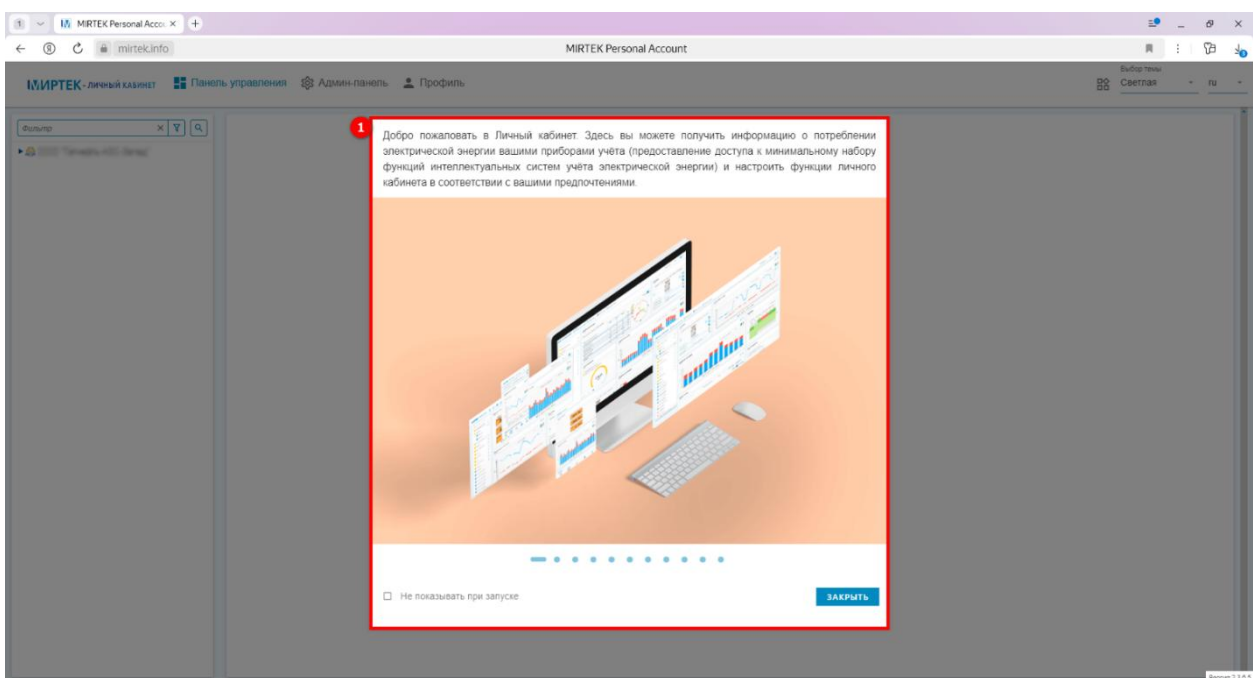 1
MIRTEK Personal Accou
mirtek.info
MIRTEK Personal Account
МИРТЕК - ЛИЧНЫЙ КАБИНЕТ
Панель управления
Админ-панель
Профиль
Выбор темы
Светлая
ru
Фильтр
1
Добро пожаловать в Личный кабинет. Здесь вы можете получить информацию о потреблении
электрической энергии вашими приборами учёта (предоставление доступа к минимальному набору
функций интеллектуальных систем учёта электрической энергии) и настроить функции личного
кабинета в соответствии с вашими предпочтениями.
Не показывать при запуске
ЗАКРЫТЬ